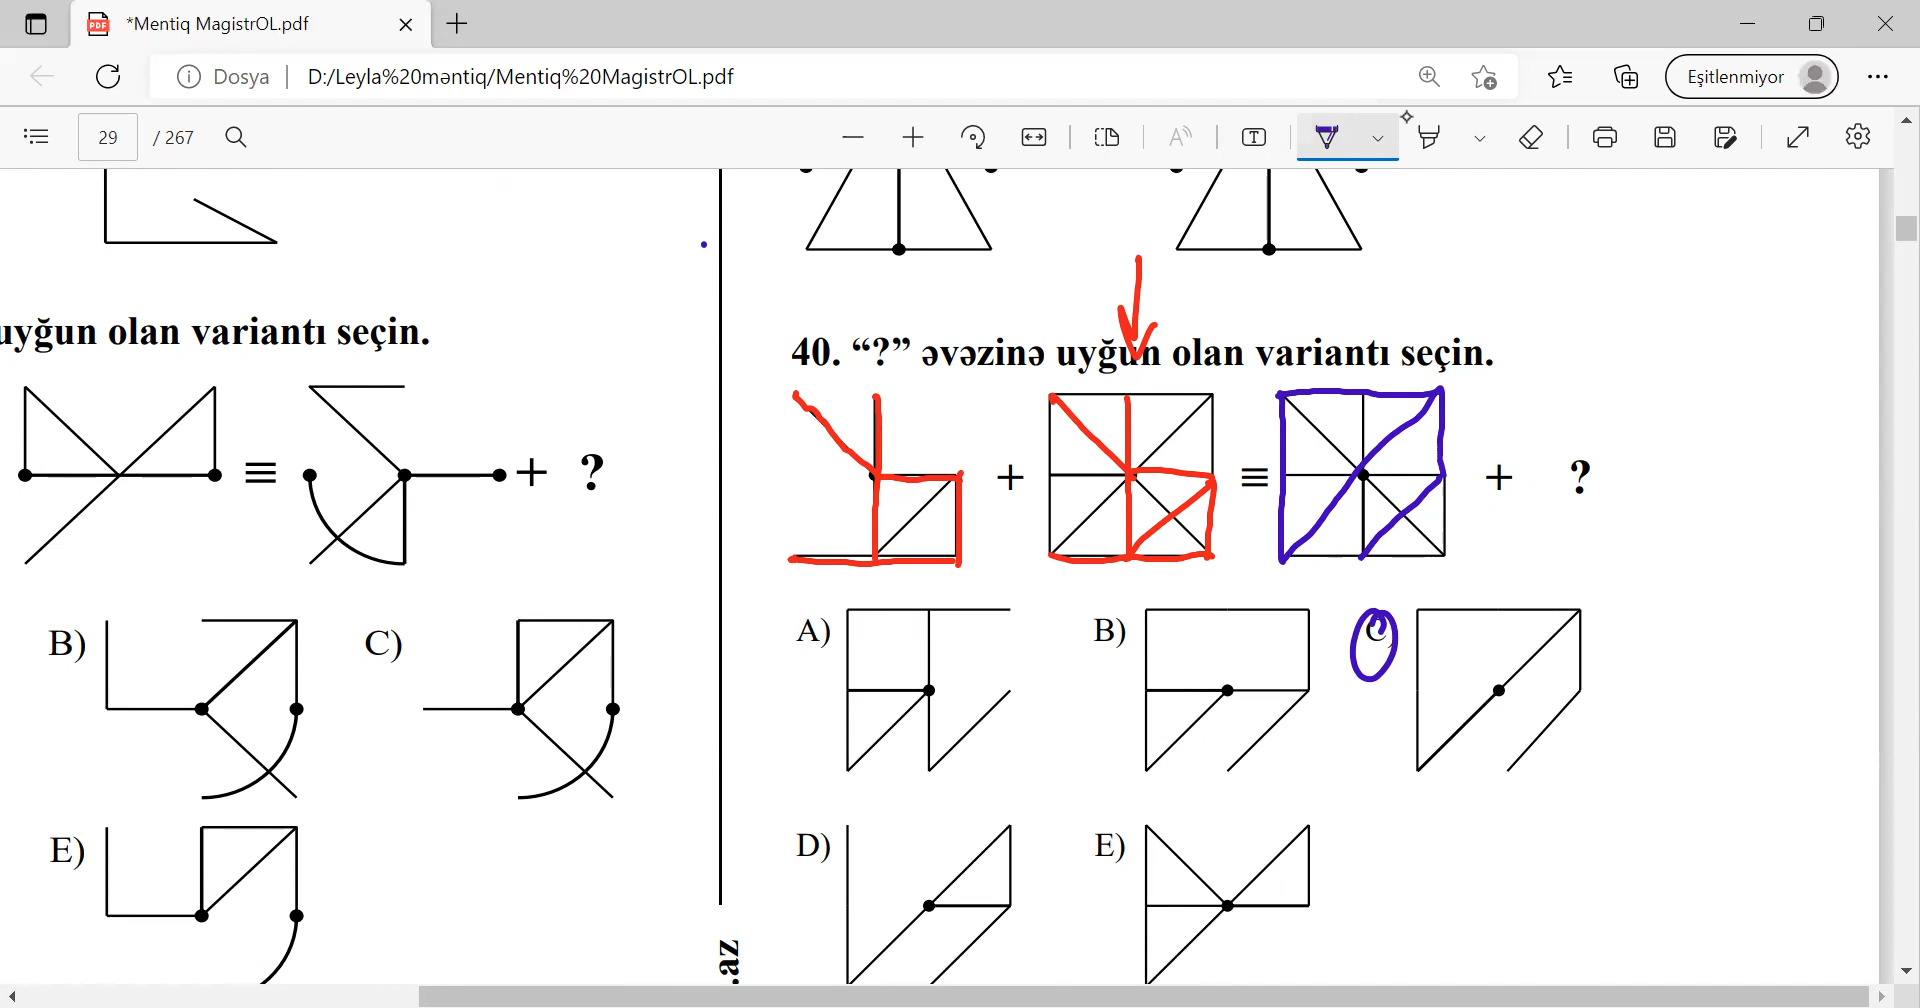 *Mentiq MagistrOL.pdf
Dosya | D:/Leyla%20məntiq/Mentiq%20MagistrOL.pdf
Eşitlenmiyor
29 / 267
uyğun olan variantı seçin.
≡ + ?
B) C)
E)
40. “?” əvəzinə uyğun olan variantı seçin.
+ ≡ + ?
A) B) C)
D) E)
.az